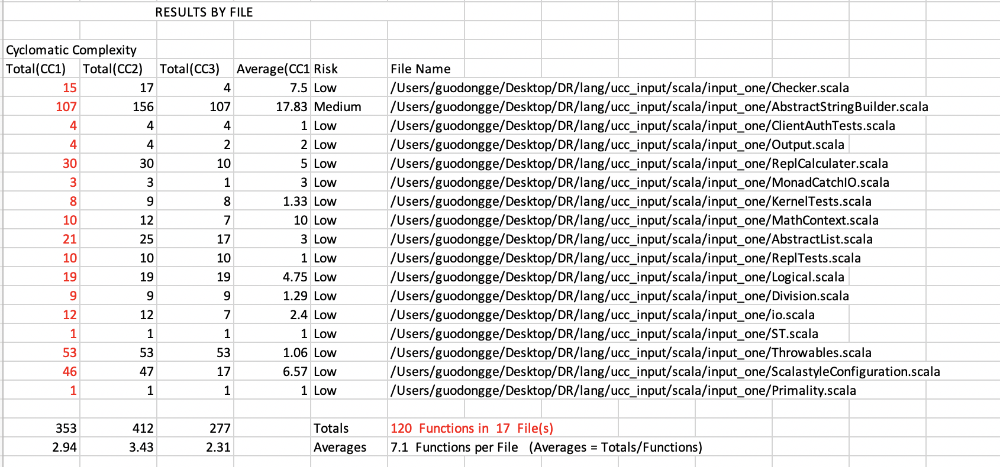 RESULTS BY FILE
Cyclomatic Complexity
Total(CC1) Total(CC2) Total(CC3) Average(CC1 Risk File Name
15 17 4 7.5 Low /Users/guodongge/Desktop/DR/lang/ucc_input/scala/input_one/Checker.scala
107 156 107 17.83 Medium /Users/guodongge/Desktop/DR/lang/ucc_input/scala/input_one/AbstractStringBuilder.scala
4 4 4 1 Low /Users/guodongge/Desktop/DR/lang/ucc_input/scala/input_one/ClientAuthTests.scala
4 4 2 2 Low /Users/guodongge/Desktop/DR/lang/ucc_input/scala/input_one/Output.scala
30 30 10 5 Low /Users/guodongge/Desktop/DR/lang/ucc_input/scala/input_one/ReplCalculater.scala
3 3 1 3 Low /Users/guodongge/Desktop/DR/lang/ucc_input/scala/input_one/MonadCatchIO.scala
8 9 8 1.33 Low /Users/guodongge/Desktop/DR/lang/ucc_input/scala/input_one/KernelTests.scala
10 12 7 10 Low /Users/guodongge/Desktop/DR/lang/ucc_input/scala/input_one/MathContext.scala
21 25 17 3 Low /Users/guodongge/Desktop/DR/lang/ucc_input/scala/input_one/AbstractList.scala
10 10 10 1 Low /Users/guodongge/Desktop/DR/lang/ucc_input/scala/input_one/ReplTests.scala
19 19 19 4.75 Low /Users/guodongge/Desktop/DR/lang/ucc_input/scala/input_one/Logical.scala
9 9 9 1.29 Low /Users/guodongge/Desktop/DR/lang/ucc_input/scala/input_one/Division.scala
12 12 7 2.4 Low /Users/guodongge/Desktop/DR/lang/ucc_input/scala/input_one/io.scala
1 1 1 1 Low /Users/guodongge/Desktop/DR/lang/ucc_input/scala/input_one/ST.scala
53 53 53 1.06 Low /Users/guodongge/Desktop/DR/lang/ucc_input/scala/input_one/Throwables.scala
46 47 17 6.57 Low /Users/guodongge/Desktop/DR/lang/ucc_input/scala/input_one/ScalastyleConfiguration.scala
1 1 1 1 Low /Users/guodongge/Desktop/DR/lang/ucc_input/scala/input_one/Primality.scala
353 412 277 Totals 120 Functions in 17 File(s)
2.94 3.43 2.31 Averages 7.1 Functions per File (Averages = Totals/Functions)